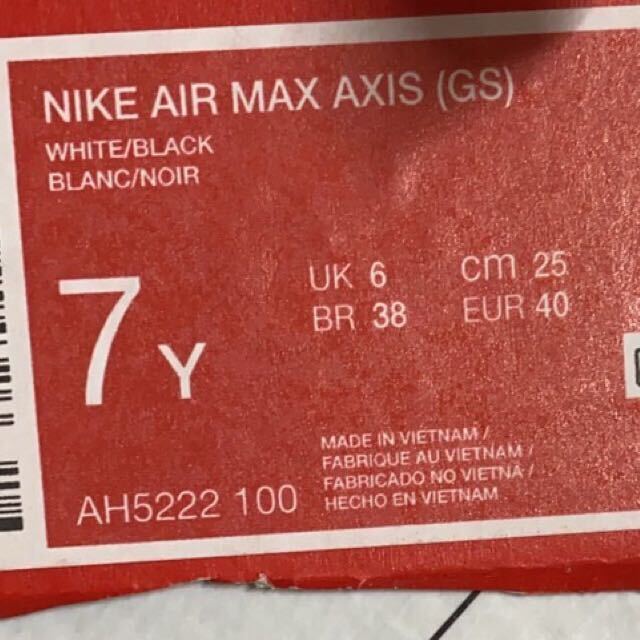 NIKE AIR MAX AXIS (GS)
WHITE/BLACK
BLANC/NOIR
7 Y
UK 6 cm 25
BR 38 EUR 40
MADE IN VIETNAM /
FABRIQUE AU VIETNAM /
FABRICADO NO VIETNA /
HECHO EN VIETNAM
AH5222 100